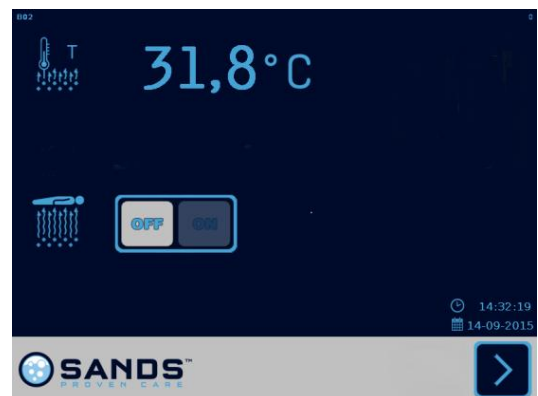 B02
0
T
31,8°C
OFF ON
14:32:19
14-09-2015
SANDS™
PROVEN CARE